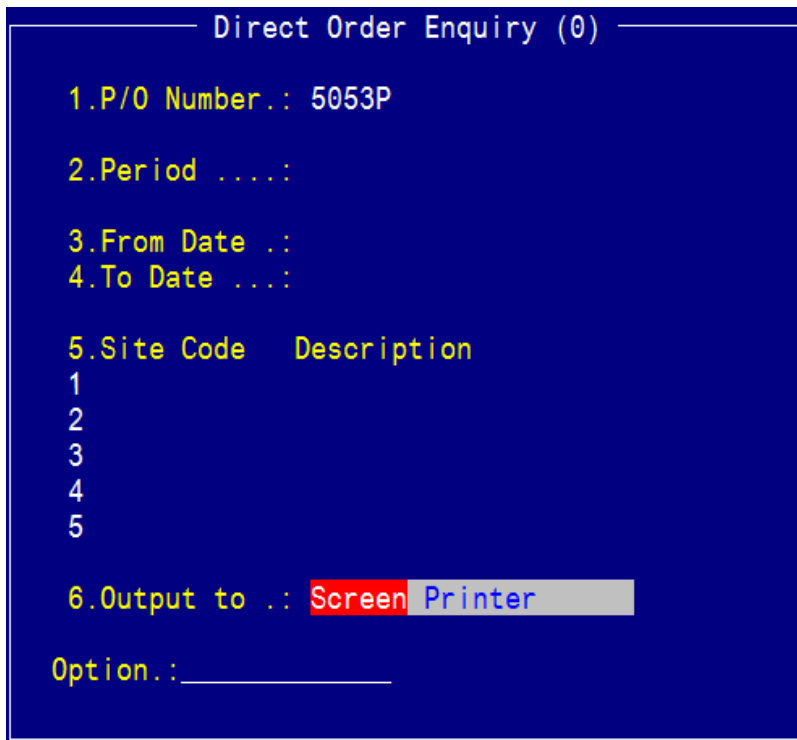 Direct Order Enquiry (0)
1.P/O Number.: 5053P
2.Period ....:
3.From Date .:
4.To Date ...:
5.Site Code   Description
1
2
3
4
5
6.Output to .: Screen Printer
Option.:_____________